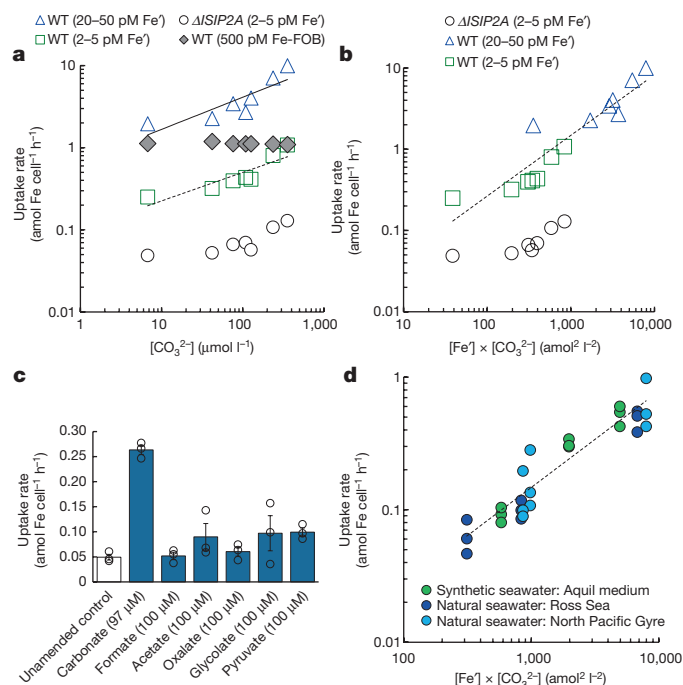 WT (20–50 pM Fe′)
ΔISIP2A (2–5 pM Fe′)
WT (2–5 pM Fe′)
WT (500 pM Fe-FOB)
a
10
1
0.1
0.01
Uptake rate
(amol Fe cell⁻¹ h⁻¹)
1
10
100
1,000
[CO₃²⁻] (μmol l⁻¹)
ΔISIP2A (2–5 pM Fe′)
WT (20–50 pM Fe′)
WT (2–5 pM Fe′)
b
10
1
0.1
0.01
Uptake rate
(amol Fe cell⁻¹ h⁻¹)
10
100
1,000
10,000
[Fe′] × [CO₃²⁻] (amol² l⁻²)
c
0.30
0.25
0.20
0.15
0.10
0.05
0
Uptake rate
(amol Fe cell⁻¹ h⁻¹)
Unamended control
Carbonate (97 μM)
Formate (100 μM)
Acetate (100 μM)
Oxalate (100 μM)
Glycolate (100 μM)
Pyruvate (100 μM)
d
1
0.1
0.01
Uptake rate
(amol Fe cell⁻¹ h⁻¹)
Synthetic seawater: Aquil medium
Natural seawater: Ross Sea
Natural seawater: North Pacific Gyre
100
1,000
10,000
[Fe′] × [CO₃²⁻] (amol² l⁻²)